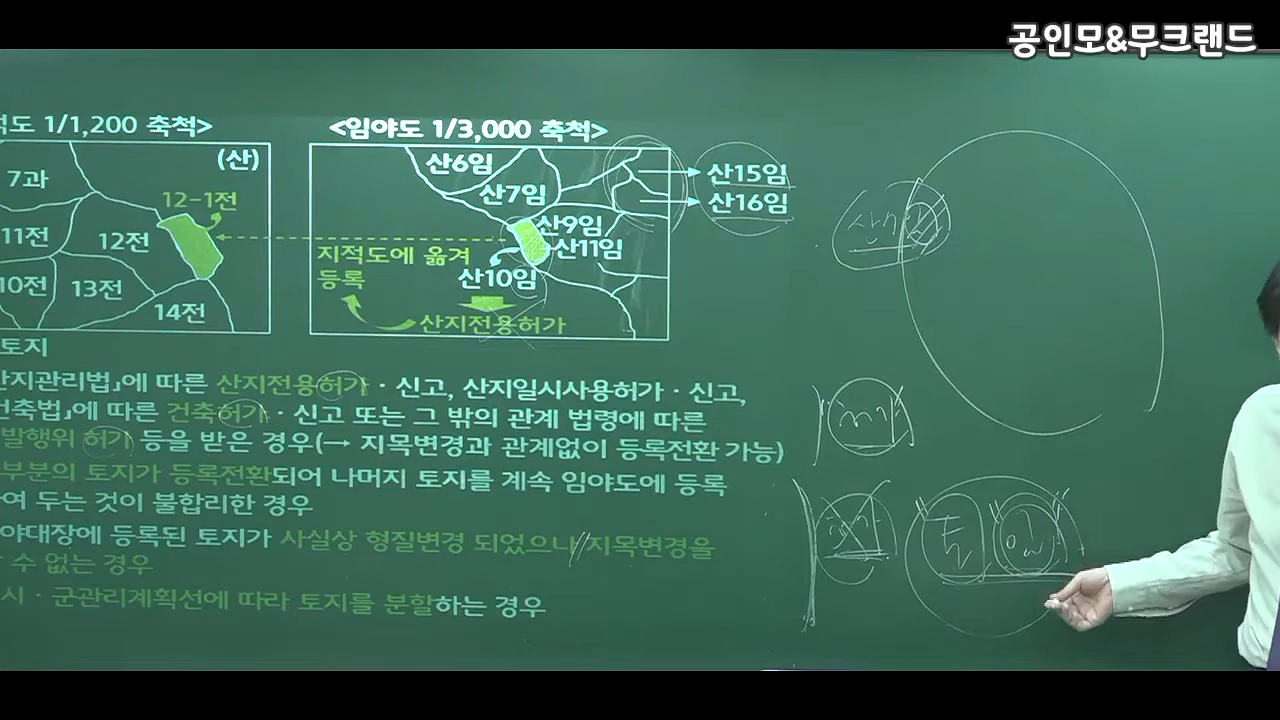 공인모&무크랜드
적도 1/1,200 축척>
<임야도 1/3,000 축척>
(산)
7과
12-1전
11전
12전
10전
13전
14전
산6임
산7임
산9임
산11임
산10임
산15임
산16임
지적도에 옮겨
등록
산지전용허가
토지
산지관리법」에 따른 산지전용허가 · 신고, 산지일시사용허가 · 신고,
건축법」에 따른 건축허가 · 신고 또는 그 밖의 관계 법령에 따른
발행위 허가 등을 받은 경우(→ 지목변경과 관계없이 등록전환 가능)
부분의 토지가 등록전환되어 나머지 토지를 계속 임야도에 등록
여 두는 것이 불합리한 경우
야대장에 등록된 토지가 사실상 형질변경 되었으나 지목변경을
수 없는 경우
시 · 군관리계획선에 따라 토지를 분할하는 경우